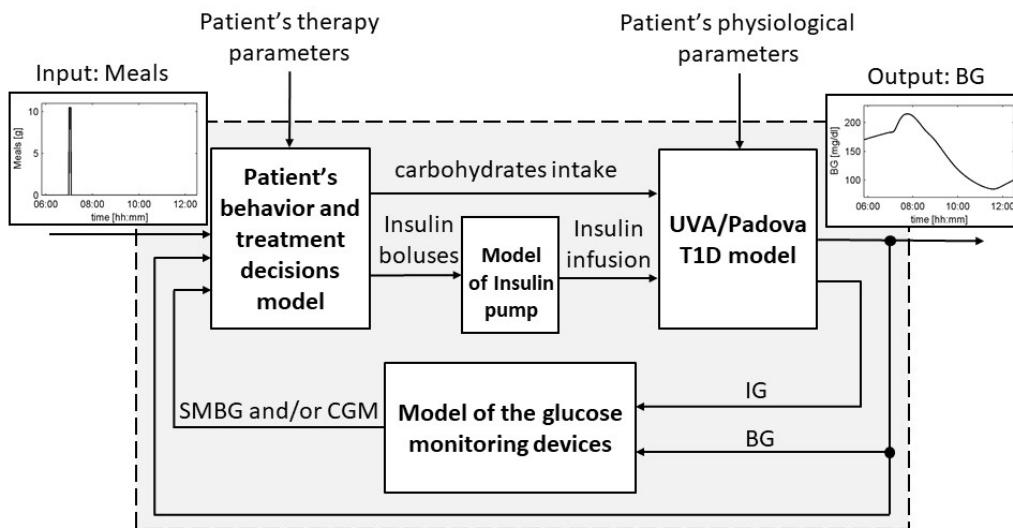 Patient's therapy
parameters
Patient's physiological
parameters
Input: Meals
Output: BG
Meals [g]
10
5
0
06:00 08:00 10:00 12:00
time [hh:mm]
BG [mg/dl]
200
150
100
06:00 08:00 10:00 12:00
time [hh:mm]
Patient's
behavior and
treatment
decisions
model
carbohydrates intake
Insulin
boluses
Model
of Insulin
pump
Insulin
infusion
UVA/Padova
T1D model
SMBG and/or CGM
Model of the glucose
monitoring devices
IG
BG